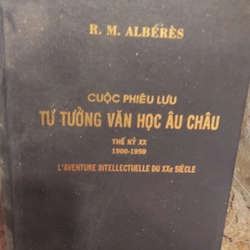 R. M. ALBÉRÈS
CUỘC PHIÊU LƯU
TƯ TƯỞNG VĂN HỌC ÂU CHÂU
THẾ KỶ XX
1900-1959
L'AVENTURE INTELLECTUELLE DU XXe SIÈCLE